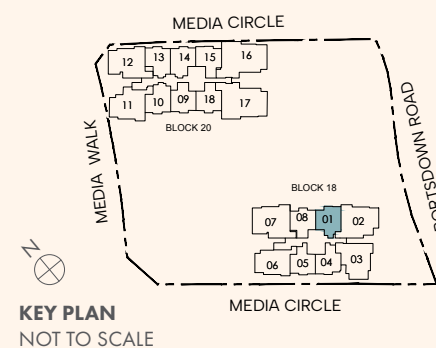 MEDIA CIRCLE
12 13 14 15 16
11 10 09 18 17
BLOCK 20
MEDIA WALK
BLOCK 18
07 08 01 02
06 05 04 03
MEDIA CIRCLE
N
KEY PLAN
NOT TO SCALE
ROAD